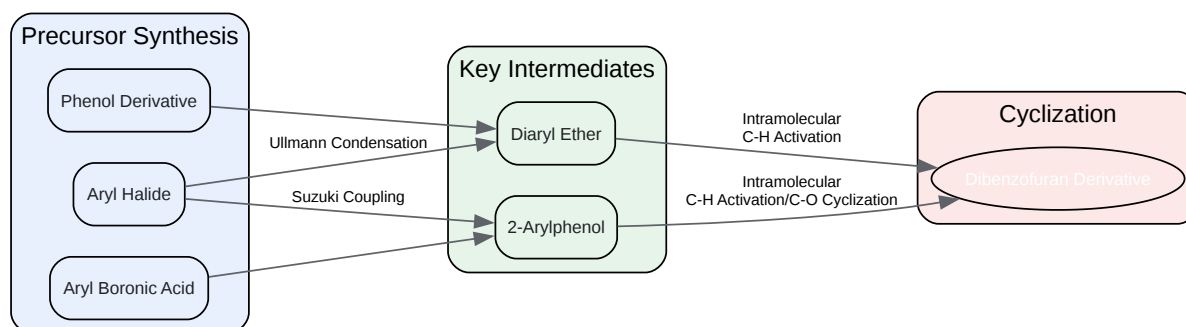 Precursor Synthesis
Phenol Derivative
Aryl Halide
Aryl Boronic Acid
Ullmann Condensation
Suzuki Coupling
Key Intermediates
Diaryl Ether
2-Arylphenol
Intramolecular
C-H Activation
Intramolecular
C-H Activation/C-O Cyclization
Cyclization
Dibenzofuran Derivative